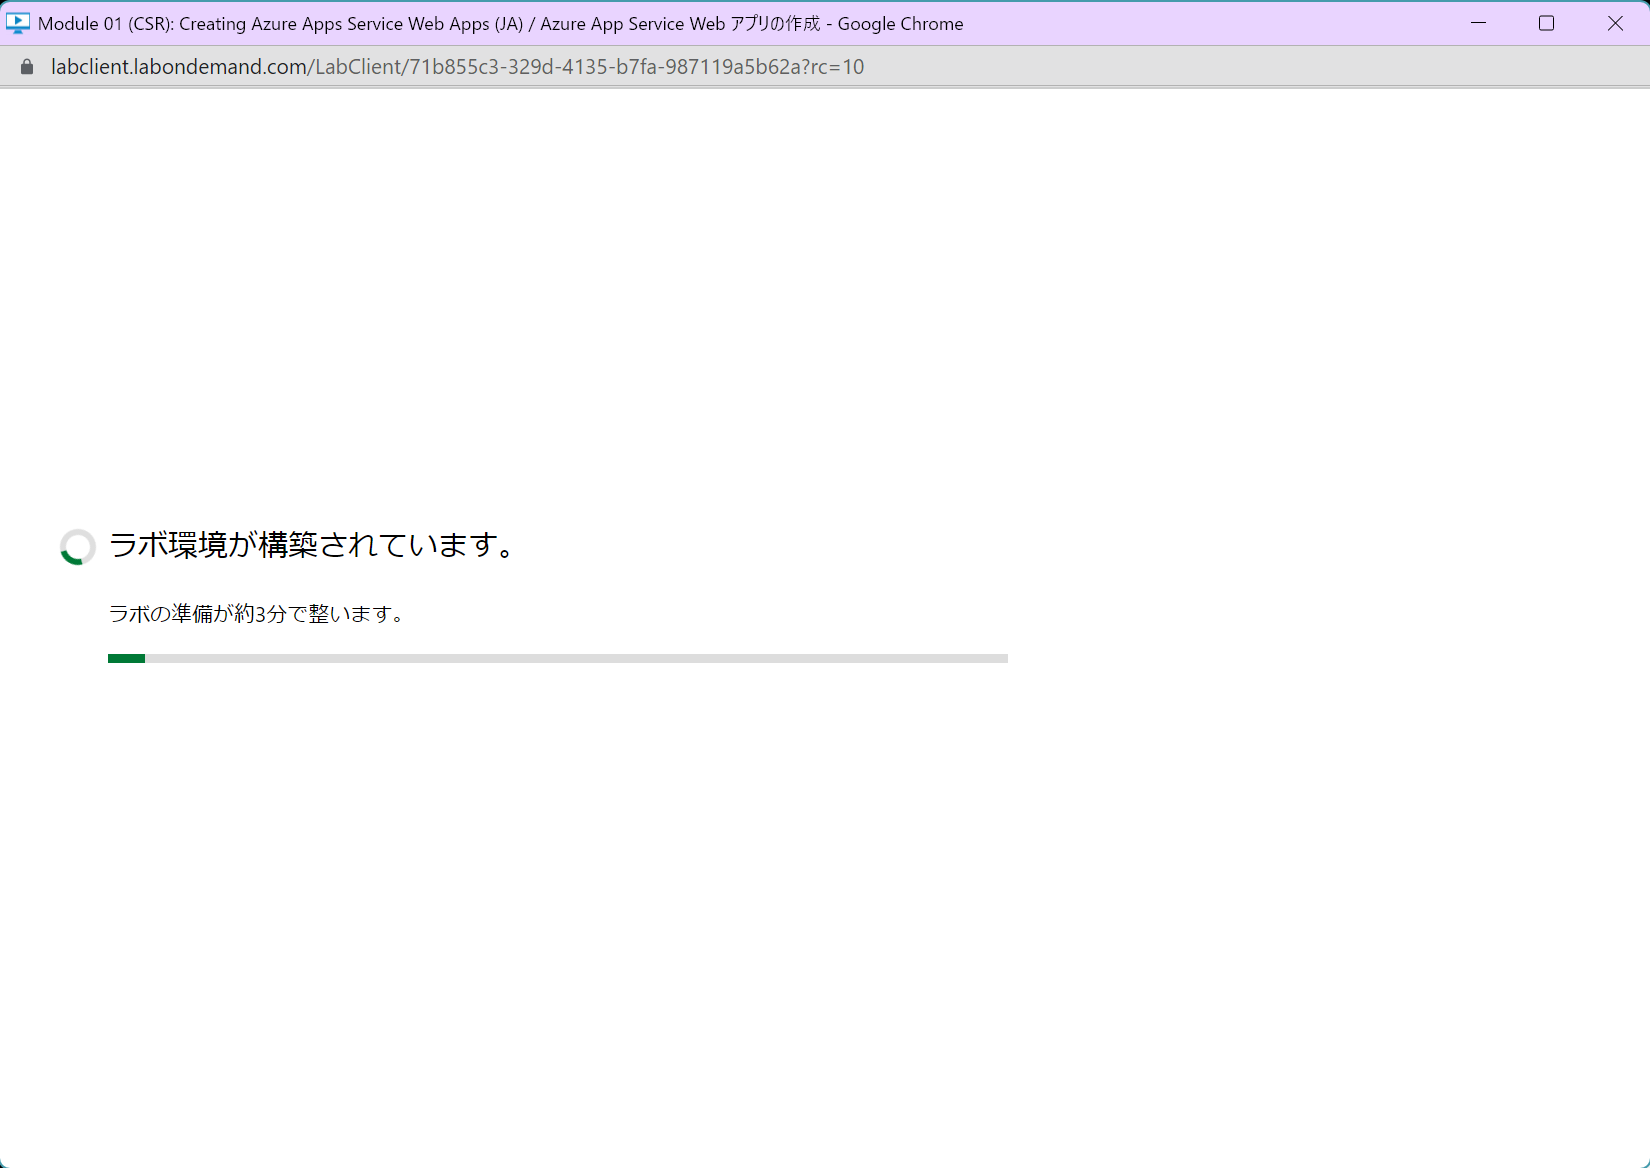 Module 01 (CSR): Creating Azure Apps Service Web Apps (JA) / Azure App Service Web アプリの作成 - Google Chrome
labclient.labondemand.com/LabClient/71b855c3-329d-4135-b7fa-987119a5b62a?rc=10
ラボ環境が構築されています。
ラボの準備が約3分で整います。